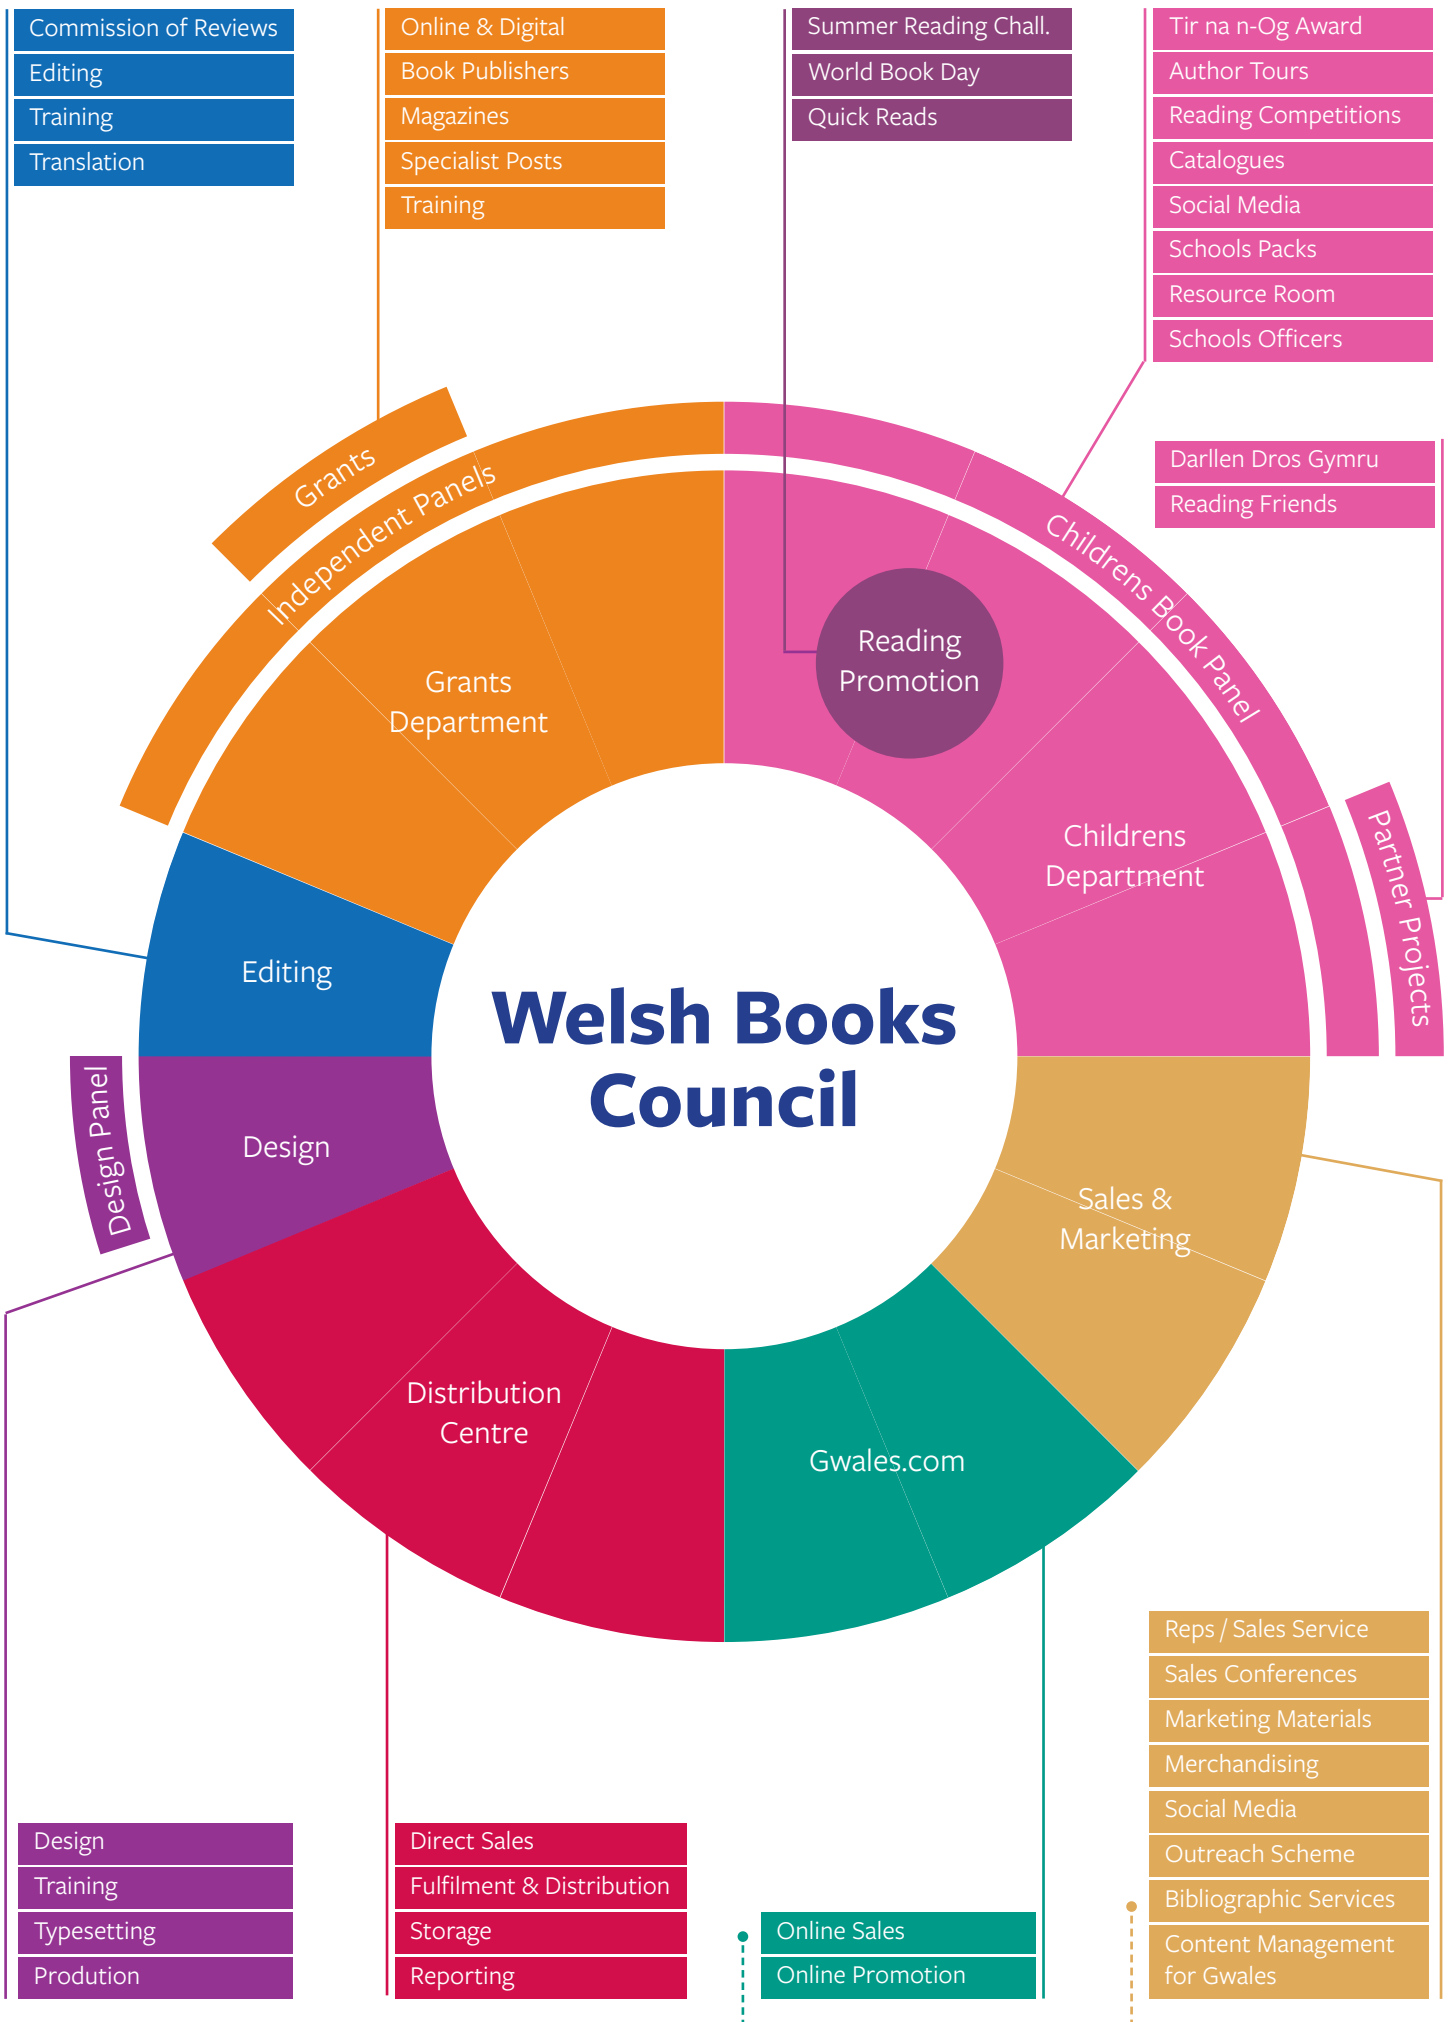 Commission of Reviews
Editing
Training
Translation
Online & Digital
Book Publishers
Magazines
Specialist Posts
Training
Summer Reading Chall.
World Book Day
Quick Reads
Tir na n-Og Award
Author Tours
Reading Competitions
Catalogues
Social Media
Schools Packs
Resource Room
Schools Officers
Darllen Dros Gymru
Reading Friends
Grants
Independent Panels
Childrens Book Panel
Partner Projects
Grants
Department
Reading
Promotion
Childrens
Department
Editing
Welsh Books
Council
Design Panel
Design
Sales &
Marketing
Distribution
Centre
Gwales.com
Design
Training
Typesetting
Prodution
Direct Sales
Fulfilment & Distribution
Storage
Reporting
Online Sales
Online Promotion
Reps / Sales Service
Sales Conferences
Marketing Materials
Merchandising
Social Media
Outreach Scheme
Bibliographic Services
Content Management
for Gwales